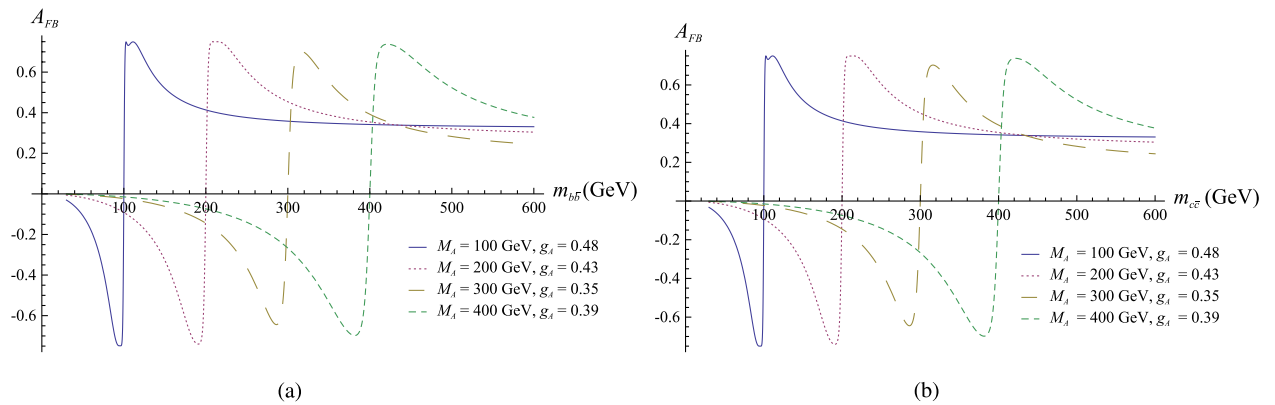 A_FB
0.6
0.4
0.2
-0.2
-0.4
-0.6
100
200
300
400
500
600
m_bb̄ (GeV)
M_A = 100 GeV, g_A = 0.48
M_A = 200 GeV, g_A = 0.43
M_A = 300 GeV, g_A = 0.35
M_A = 400 GeV, g_A = 0.39
(a)
A_FB
0.6
0.4
0.2
-0.2
-0.4
-0.6
100
200
300
400
500
600
m_cc̄ (GeV)
M_A = 100 GeV, g_A = 0.48
M_A = 200 GeV, g_A = 0.43
M_A = 300 GeV, g_A = 0.35
M_A = 400 GeV, g_A = 0.39
(b)